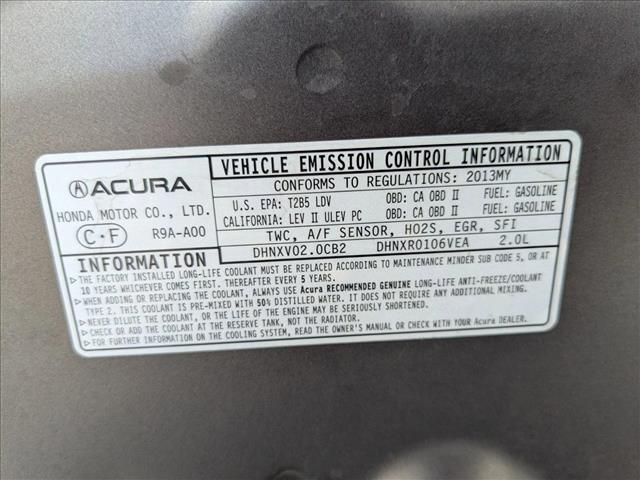 ACURA
HONDA MOTOR CO., LTD.
C-F R9A-A00
VEHICLE EMISSION CONTROL INFORMATION
CONFORMS TO REGULATIONS: 2013MY
U.S. EPA: T2B5 LDV OBD: CA OBD II FUEL: GASOLINE
CALIFORNIA: LEV II ULEV PC OBD: CA OBD II FUEL: GASOLINE
TWC, A/F SENSOR, HO2S, EGR, SFI
DHNXV02.0CB2 DHNXR0106VEA 2.0L
INFORMATION
▷THE FACTORY INSTALLED LONG-LIFE COOLANT MUST BE REPLACED ACCORDING TO MAINTENANCE MINDER SUB CODE 5, OR AT
10 YEARS WHICHEVER COMES FIRST. THEREAFTER EVERY 5 YEARS.
▷WHEN ADDING OR REPLACING THE COOLANT, ALWAYS USE Acura RECOMMENDED GENUINE LONG-LIFE ANTI-FREEZE/COOLANT
TYPE 2. THIS COOLANT IS PRE-MIXED WITH 50% DISTILLED WATER. IT DOES NOT REQUIRE ANY ADDITIONAL MIXING.
▷NEVER DILUTE THE COOLANT, OR THE LIFE OF THE ENGINE MAY BE SERIOUSLY SHORTENED.
▷CHECK OR ADD THE COOLANT AT THE RESERVE TANK, NOT THE RADIATOR.
▷FOR FURTHER INFORMATION ON THE COOLING SYSTEM, READ THE OWNER'S MANUAL OR CHECK WITH YOUR Acura DEALER.